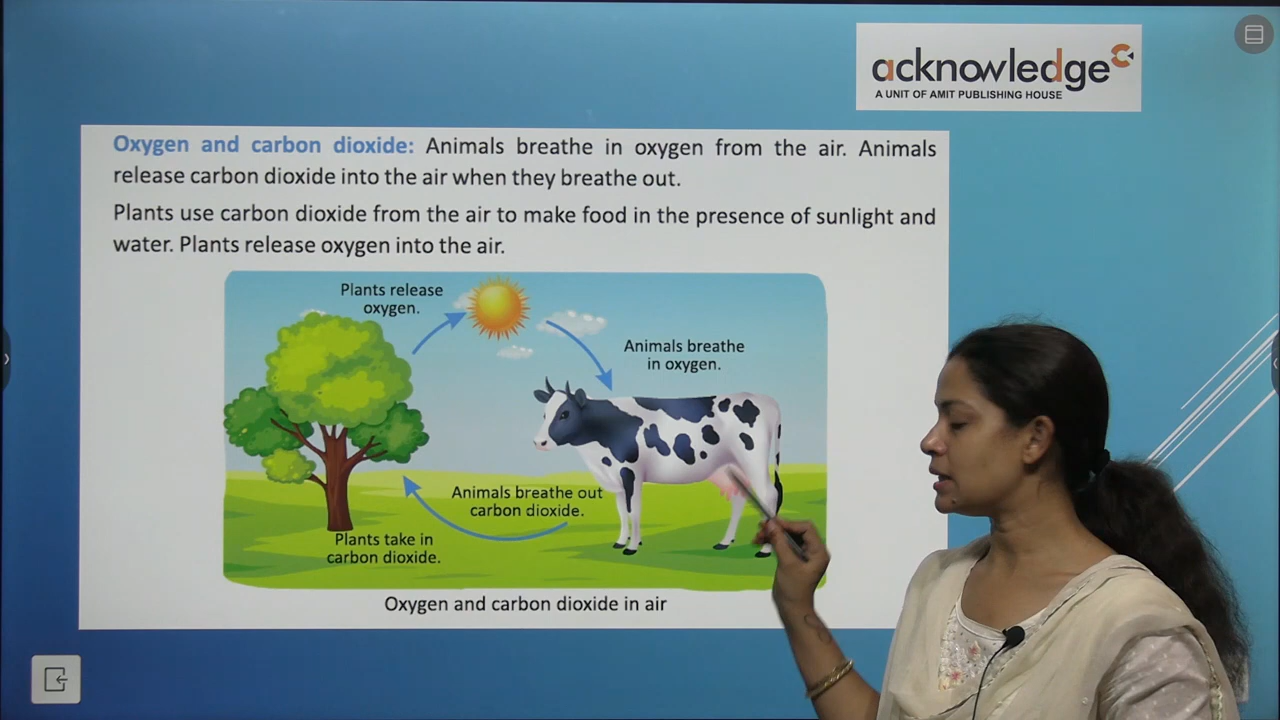 acknowledge
A UNIT OF AMIT PUBLISHING HOUSE
Oxygen and carbon dioxide: Animals breathe in oxygen from the air. Animals
release carbon dioxide into the air when they breathe out.
Plants use carbon dioxide from the air to make food in the presence of sunlight and
water. Plants release oxygen into the air.
Plants release
oxygen.
Animals breathe
in oxygen.
Animals breathe out
carbon dioxide.
Plants take in
carbon dioxide.
Oxygen and carbon dioxide in air